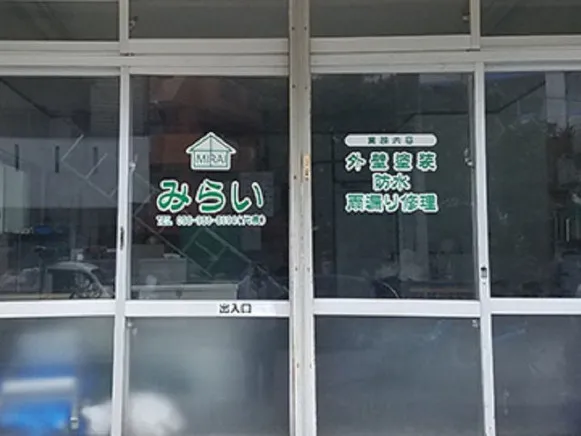 MIRAI
みらい
業務内容
外壁塗装
防水
雨漏り修理
出入口